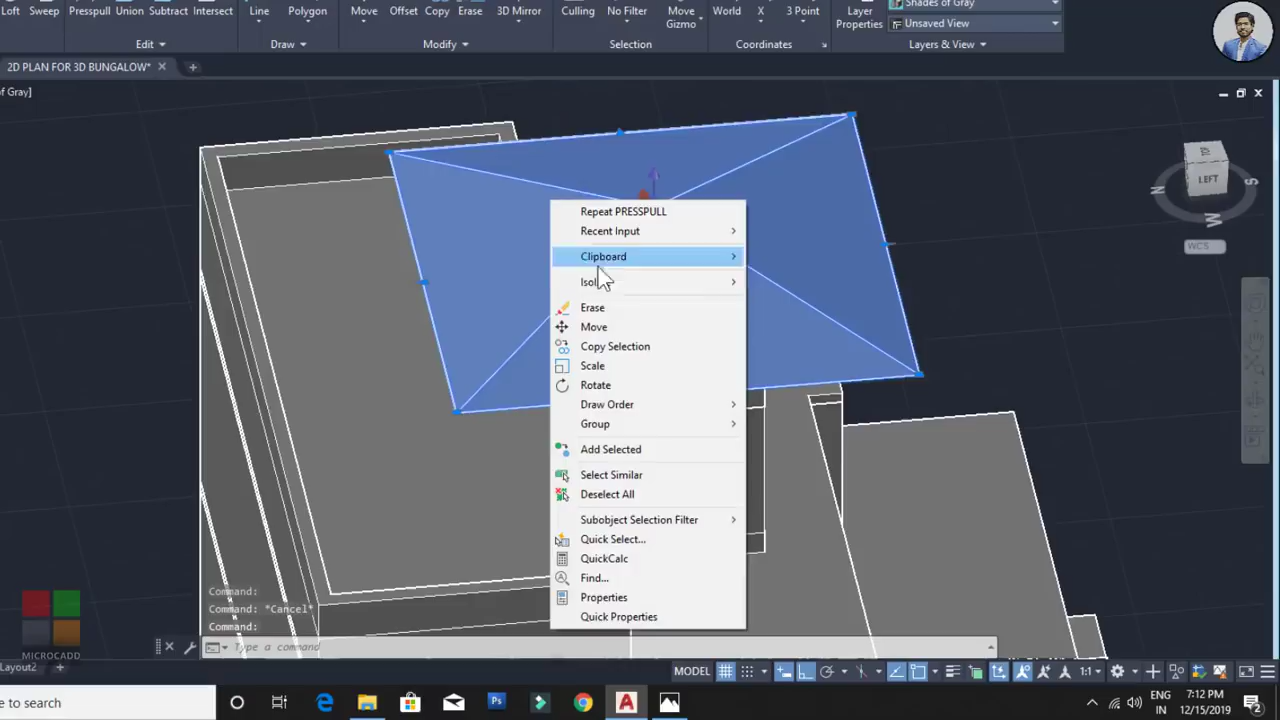 Loft Sweep Presspull Union Subtract Intersect Line Polygon Move Offset Copy Erase 3D Mirror Culling No Filter Move Gizmo World X 3 Point Layer Properties Shades of Gray
Unsaved View
Edit Draw Modify Selection Coordinates Layers & View
2D PLAN FOR 3D BUNGALOW*
of Gray]
LEFT
N
S
W
WCS
Repeat PRESSPULL
Recent Input
Clipboard
Erase
Move
Copy Selection
Scale
Rotate
Draw Order
Group
Add Selected
Select Similar
Deselect All
Subobject Selection Filter
Quick Select...
QuickCalc
Find...
Properties
Quick Properties
Command:
Command: *Cancel*
Command:
Type a command
MICROCADD
Layout2
MODEL
1:1
e to search
Ps
A
ENG
IN
7:12 PM
12/15/2019
2